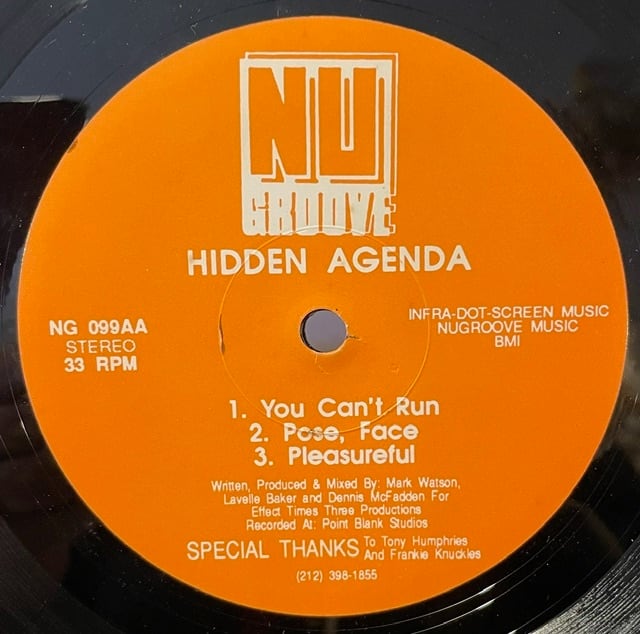 NU
GROOVE
HIDDEN AGENDA
NG 099AA
STEREO
33 RPM
INFRA-DOT-SCREEN MUSIC
NUGROOVE MUSIC
BMI
1. You Can't Run
2. Pose, Face
3. Pleasureful
Written, Produced & Mixed By: Mark Watson,
Lavelle Baker and Dennis McFadden For
Effect Times Three Productions
Recorded At: Point Blank Studios
SPECIAL THANKS To Tony Humphries
And Frankie Knuckles
(212) 398-1855